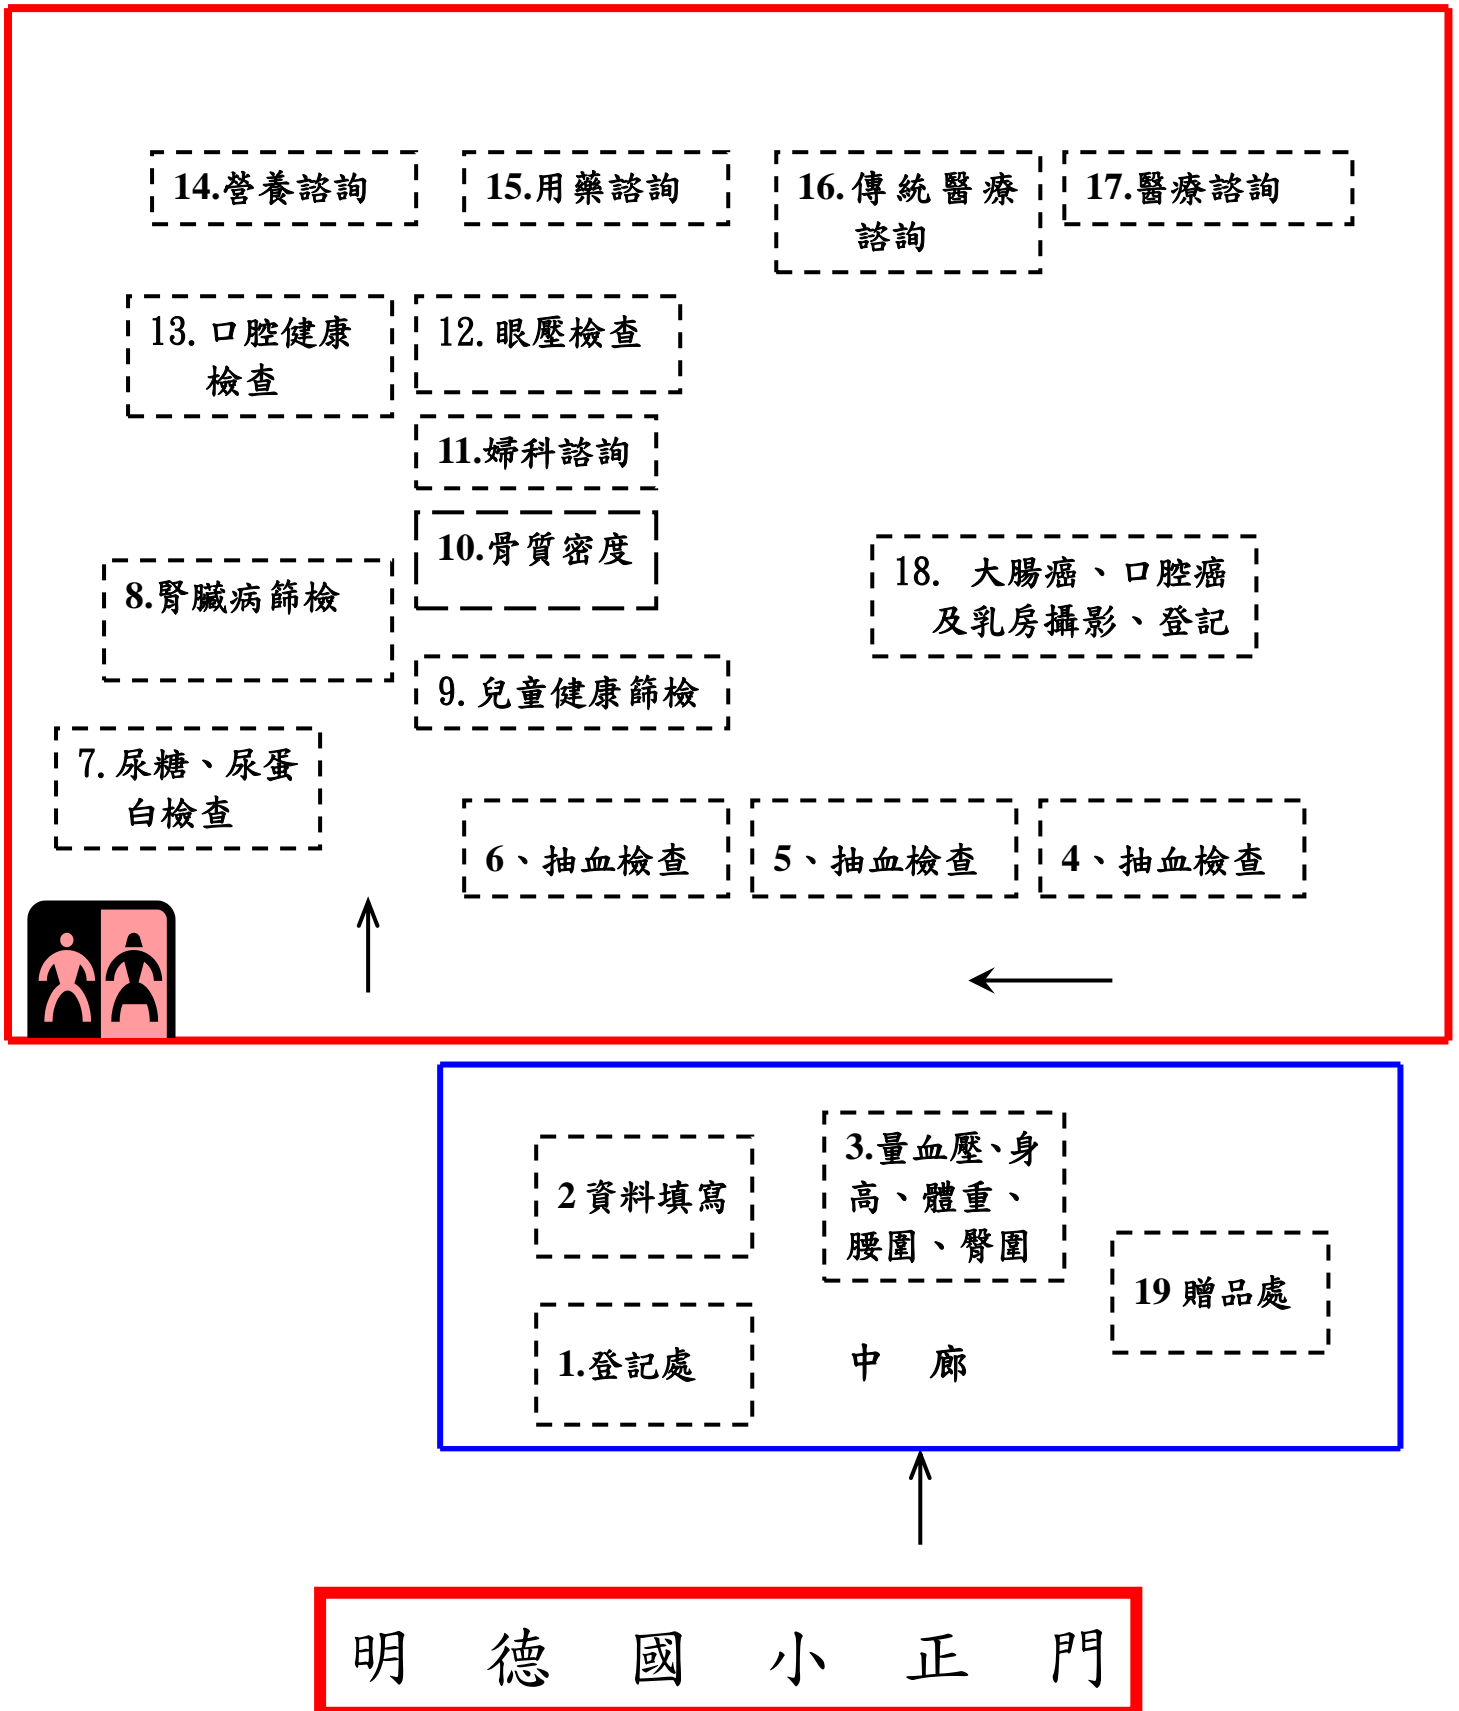 14.營養諮詢
15.用藥諮詢
16.傳統醫療
諮詢
17.醫療諮詢
13.口腔健康
檢查
12.眼壓檢查
11.婦科諮詢
10.骨質密度
8.腎臟病篩檢
18. 大腸癌、口腔癌
及乳房攝影、登記
9.兒童健康篩檢
7.尿糖、尿蛋
白檢查
6、抽血檢查
5、抽血檢查
4、抽血檢查
2 資料填寫
3.量血壓、身
高、體重、
腰圍、臀圍
19 贈品處
1.登記處
中 廊
明 德 國 小 正 門